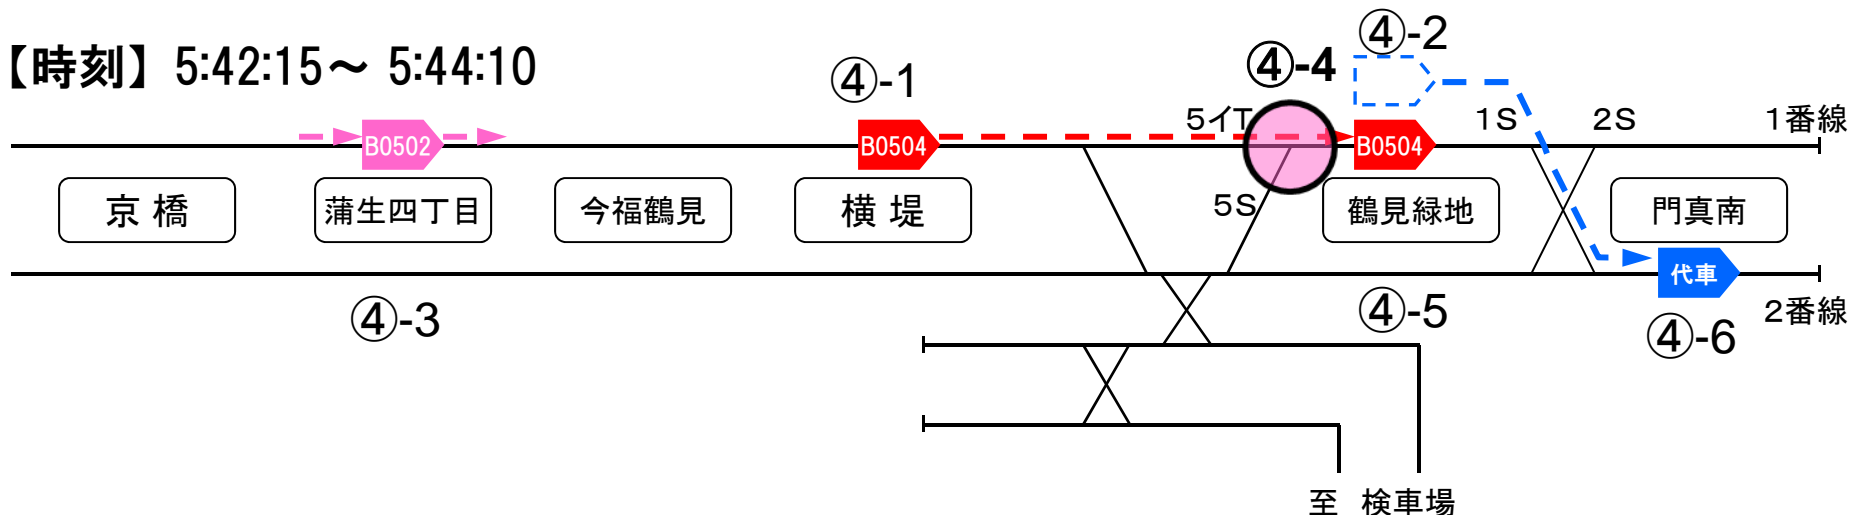 【時刻】 5:42:15～ 5:44:10
④-1
④-4
④-2
B0502
B0504
5イT
B0504
1S
2S
1番線
京橋
蒲生四丁目
今福鶴見
横堤
5S
鶴見緑地
門真南
代車
④-3
④-5
④-6
2番線
至 検車場